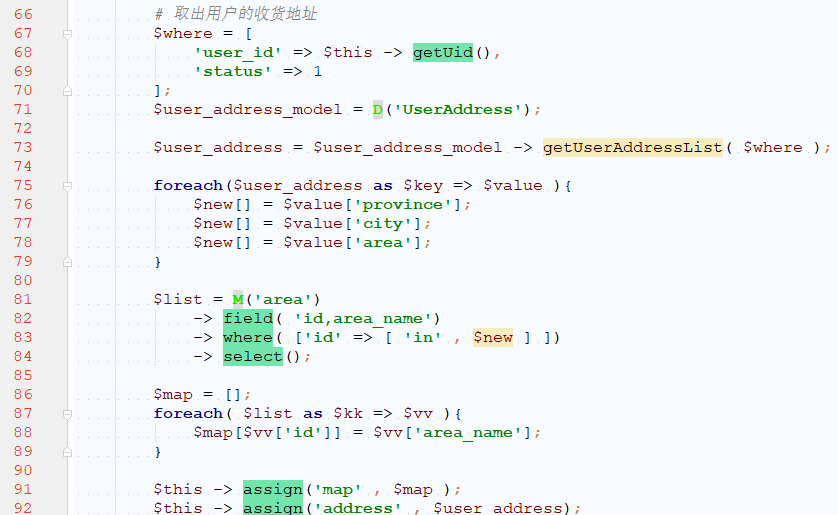 66 # 取出用户的收货地址
67 $where = [
68 'user_id' => $this -> getUid(),
69 'status' => 1
70 ];
71 $user_address_model = D('UserAddress');
72
73 $user_address = $user_address_model -> getUserAddressList( $where );
74
75 foreach($user_address as $key => $value ){
76 $new[] = $value['province'];
77 $new[] = $value['city'];
78 $new[] = $value['area'];
79 }
80
81 $list = M('area')
82 -> field( 'id,area_name')
83 -> where( ['id' => [ 'in' , $new ] ])
84 -> select();
85
86 $map = [];
87 foreach( $list as $kk => $vv ){
88 $map[$vv['id']] = $vv['area_name'];
89 }
90
91 $this -> assign('map' , $map );
92 $this -> assign('address' , $user_address);